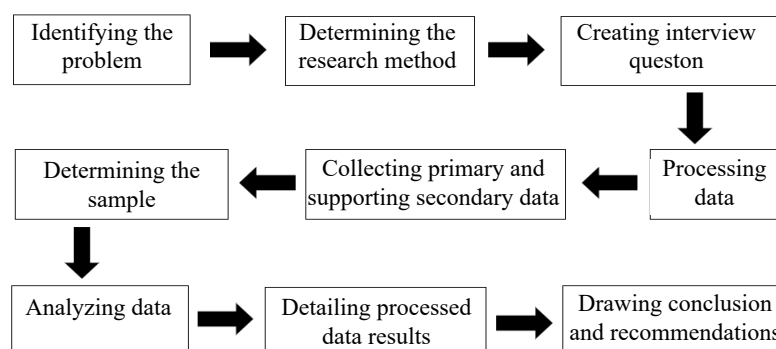 Identifying the
problem
Determining the
research method
Creating interview
queston
Processing
data
Collecting primary and
supporting secondary data
Determining the
sample
Analyzing data
Detailing processed
data results
Drawing conclusion
and recommendations